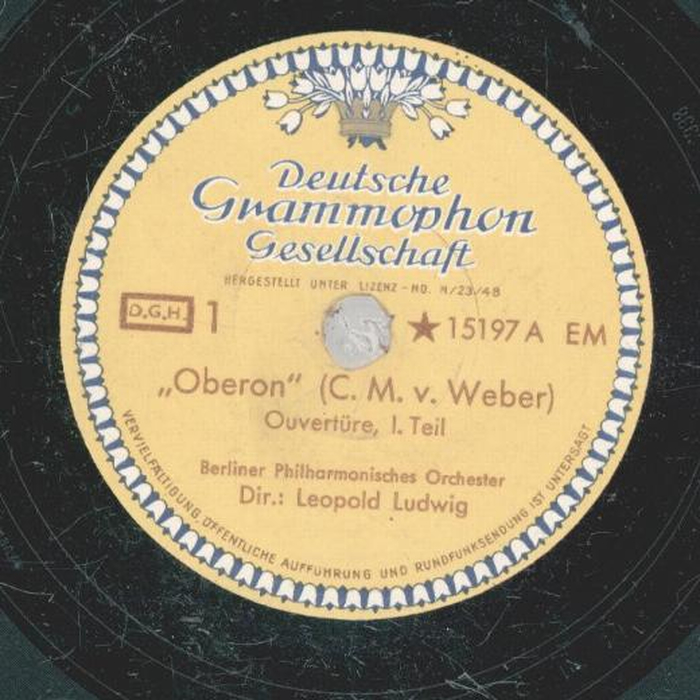 Deutsche
Grammophon
Gesellschaft
HERGESTELLT UNTER LIZENZ-NO. M/23/48
D.G.H. 1 ★ 15197 A EM
„Oberon“ (C. M. v. Weber)
Ouvertüre, I. Teil
Berliner Philharmonisches Orchester
Dir.: Leopold Ludwig
VERVIELFÄLTIGUNG, ÖFFENTLICHE AUFFÜHRUNG UND RUNDFUNKSENDUNG IST UNTERSAGT